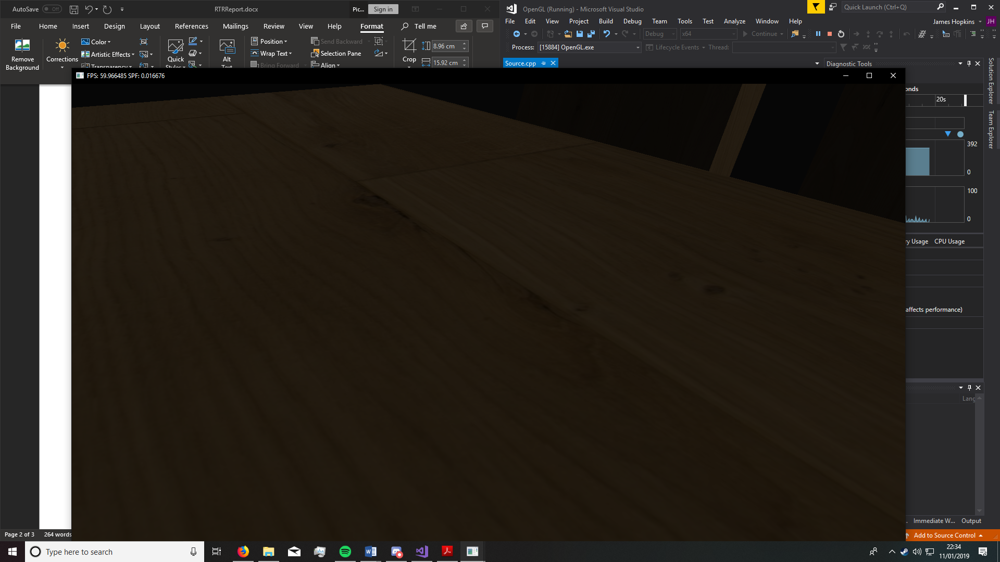 AutoSave Off RTRReport.docx Pic... Sign in
File Home Insert Design Layout References Mailings Review View Help Format Tell me
Remove Background
Corrections
Color
Artistic Effects
Transparency
Quick Styles
Alt Text
Position
Wrap Text
Bring Forward
Send Backward
Selection Pane
Align
Crop
8.96 cm
15.92 cm
OpenGL (Running) - Microsoft Visual Studio
Quick Launch (Ctrl+Q)
File Edit View Project Build Debug Team Tools Test Analyze Window Help
James Hopkins JH
Debug x64 Continue
Process: [15884] OpenGL.exe Lifecycle Events Thread:
Source.cpp
Diagnostic Tools
Solution Explorer
Team Explorer
FPS: 59.966485 SPF: 0.016676
onds
20s
392
0
100
0
ry Usage CPU Usage
affects performance)
Lang
Immediate W... Output
Page 2 of 3 264 words
Add to Source Control
Type here to search
22:34
11/01/2019